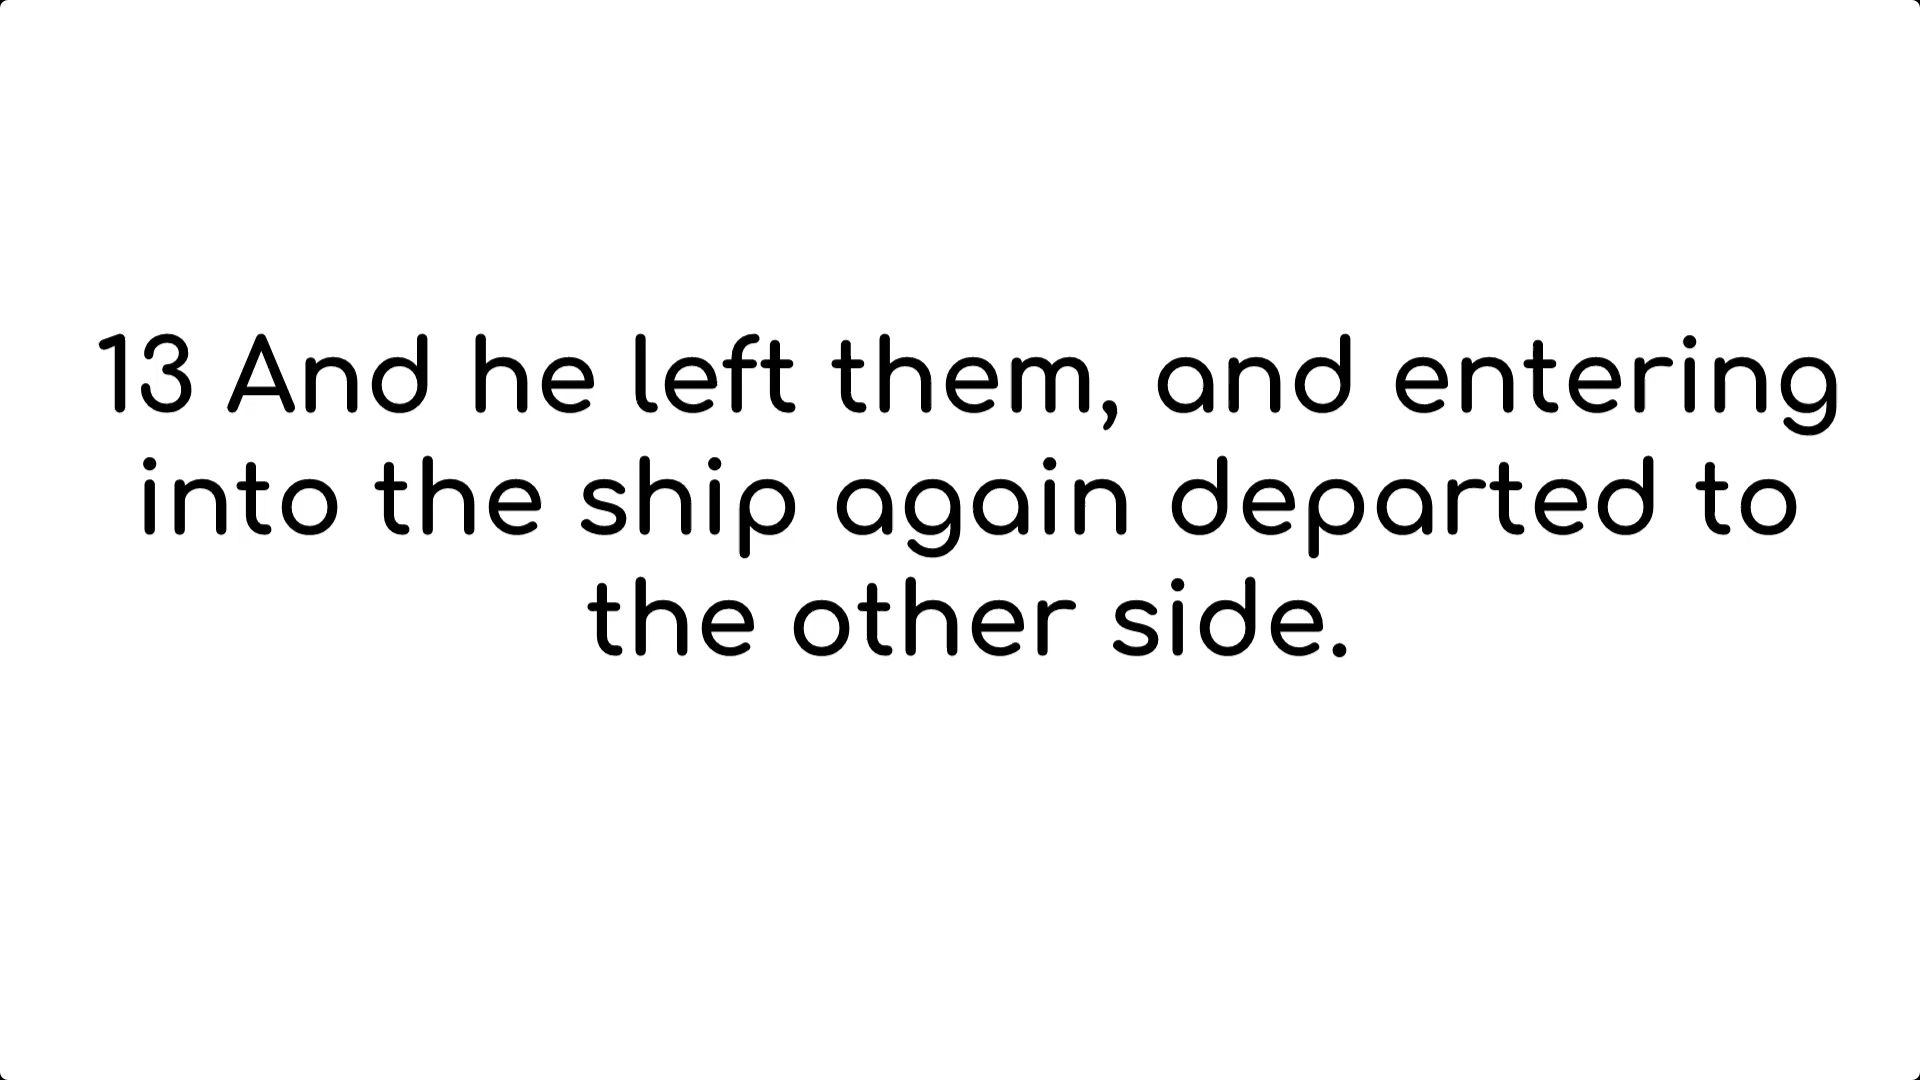 13 And he left them, and entering
into the ship again departed to
the other side.